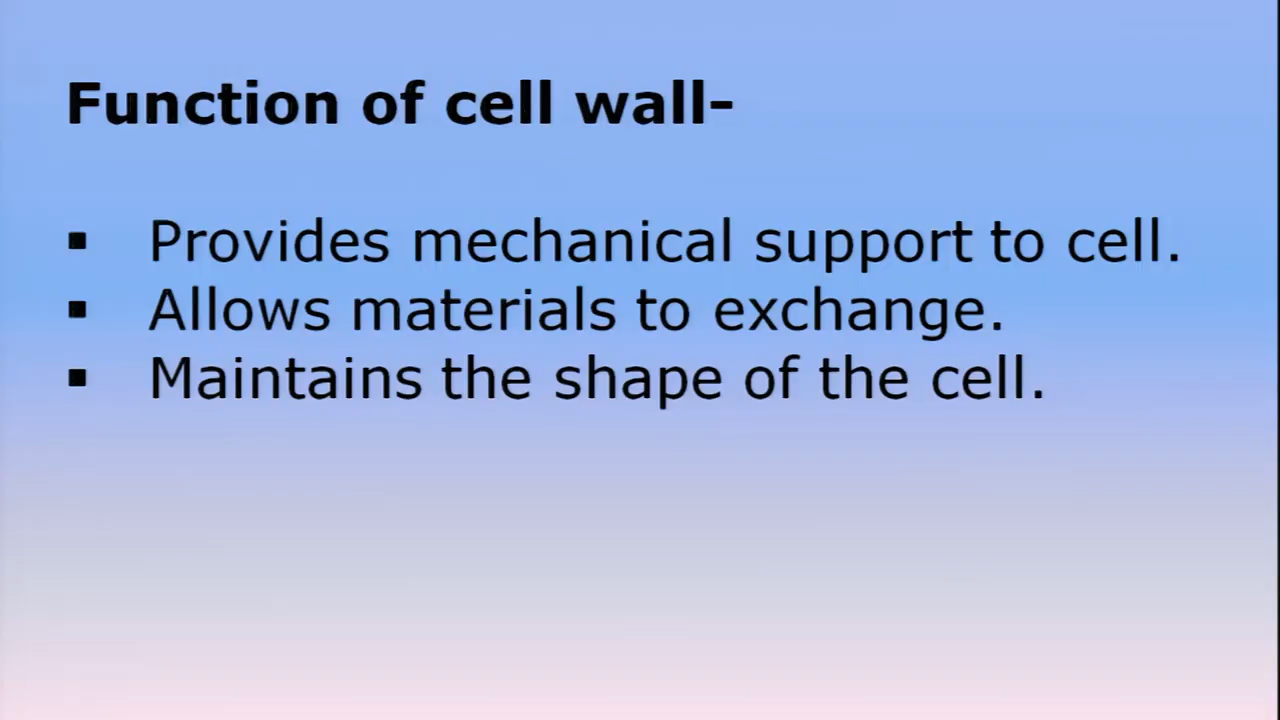 Function of cell wall-
▪ Provides mechanical support to cell.
▪ Allows materials to exchange.
▪ Maintains the shape of the cell.